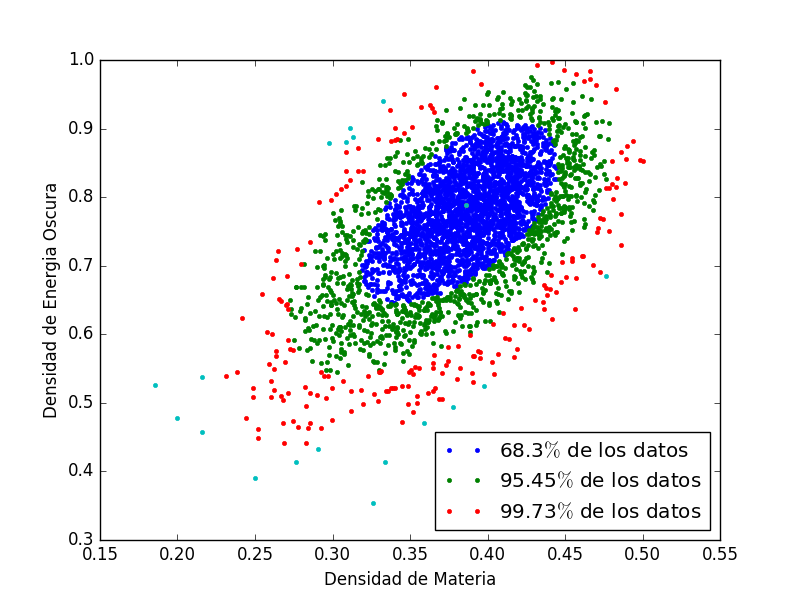 1.0
0.9
0.8
0.7
0.6
0.5
0.4
0.3
Densidad de Energia Oscura
68.3% de los datos
95.45% de los datos
99.73% de los datos
0.15 0.20 0.25 0.30 0.35 0.40 0.45 0.50 0.55
Densidad de Materia